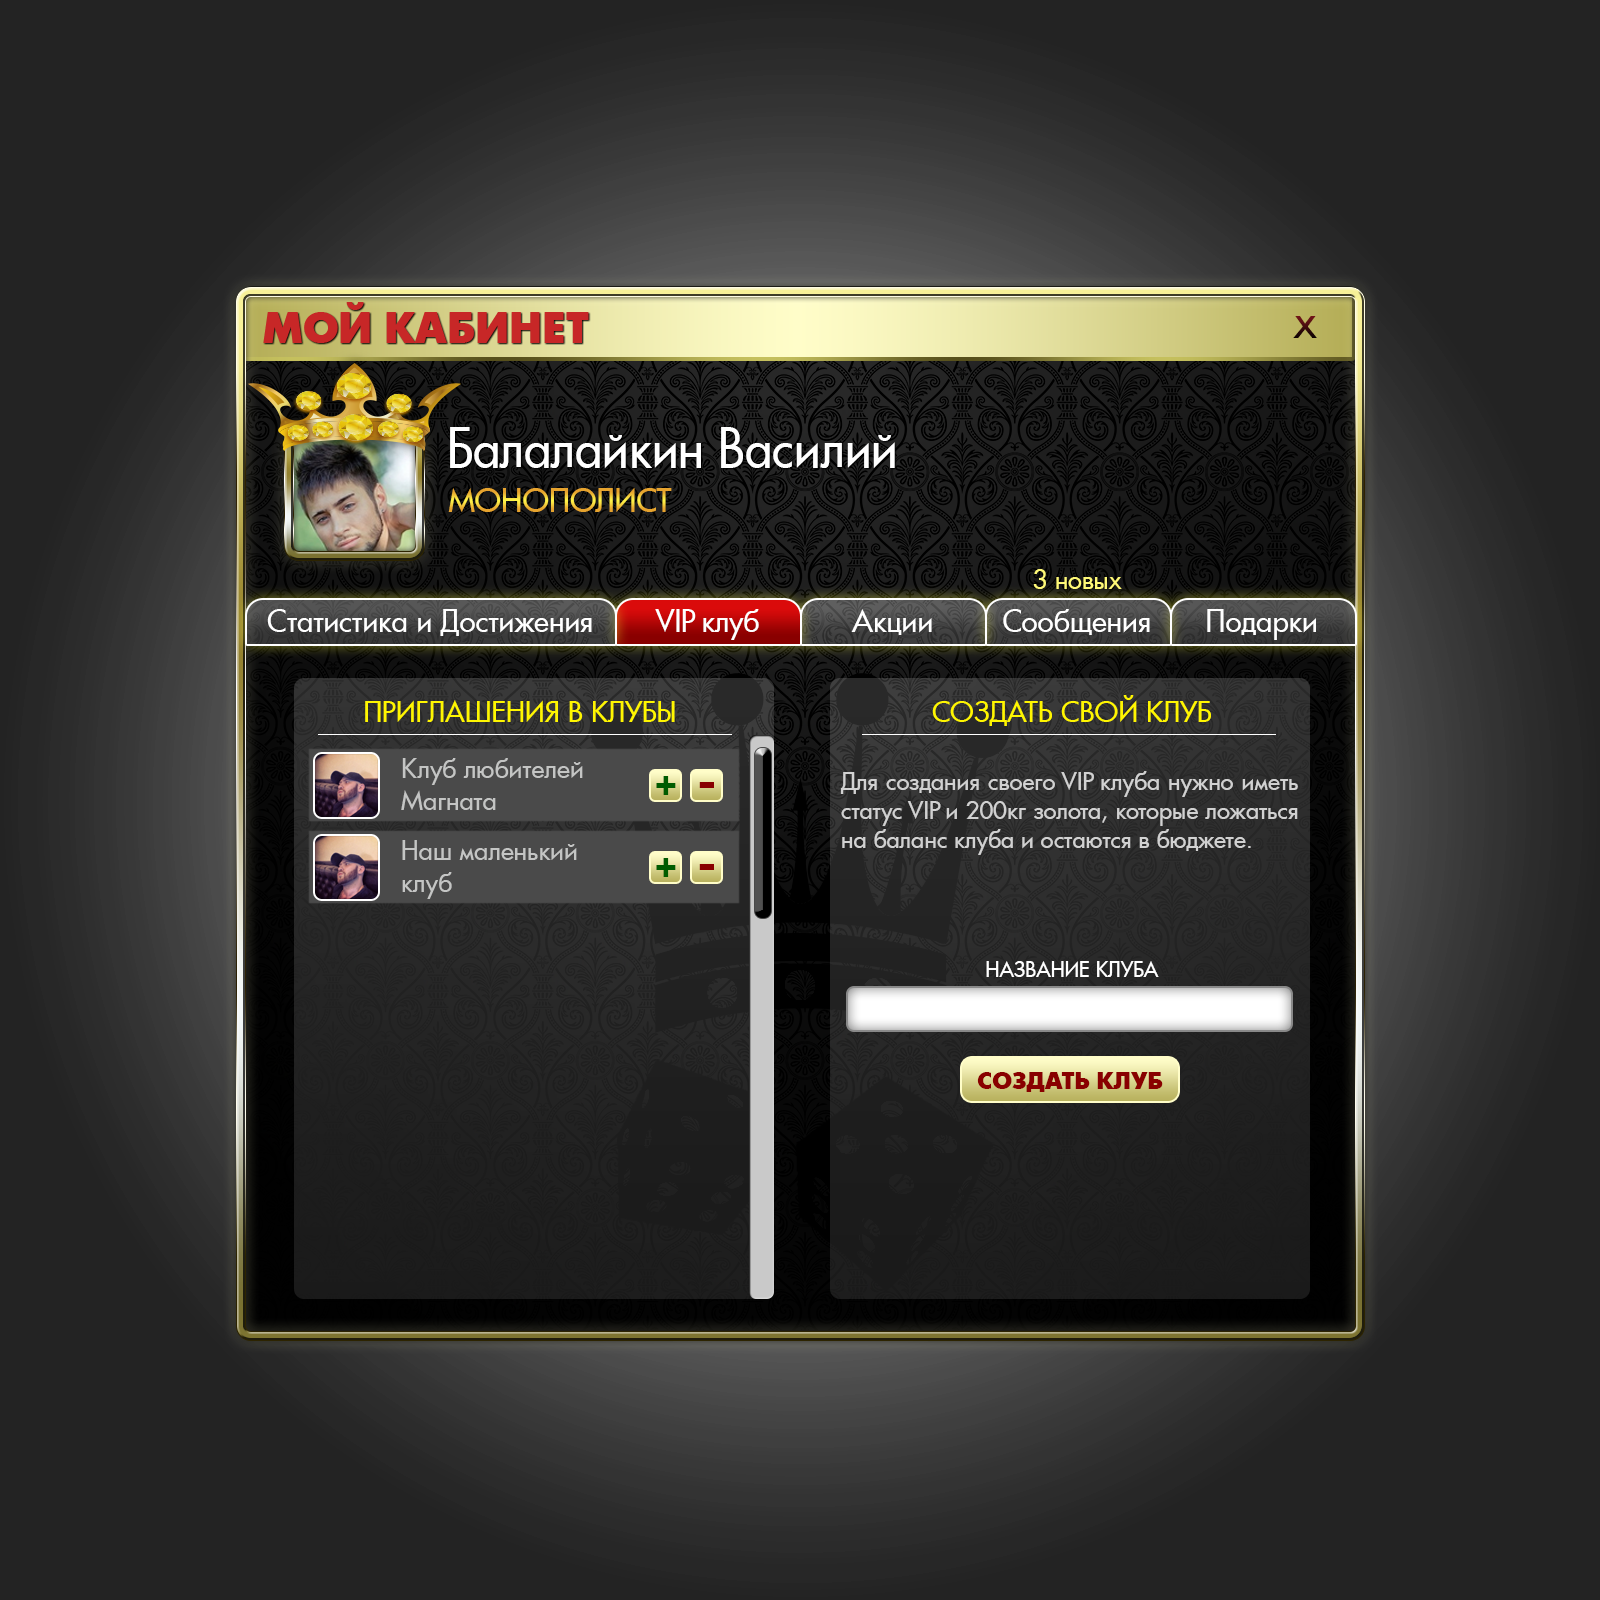 МОЙ КАБИНЕТ
X
Балалайкин Василий
МОНОПОЛИСТ
3 новых
Статистика и Достижения
VIP клуб
Акции
Сообщения
Подарки
ПРИГЛАШЕНИЯ В КЛУБЫ
Клуб любителей
Магната
+ -
Наш маленький
клуб
+ -
СОЗДАТЬ СВОЙ КЛУБ
Для создания своего VIP клуба нужно иметь
статус VIP и 200кг золота, которые ложаться
на баланс клуба и остаются в бюджете.
НАЗВАНИЕ КЛУБА
СОЗДАТЬ КЛУБ